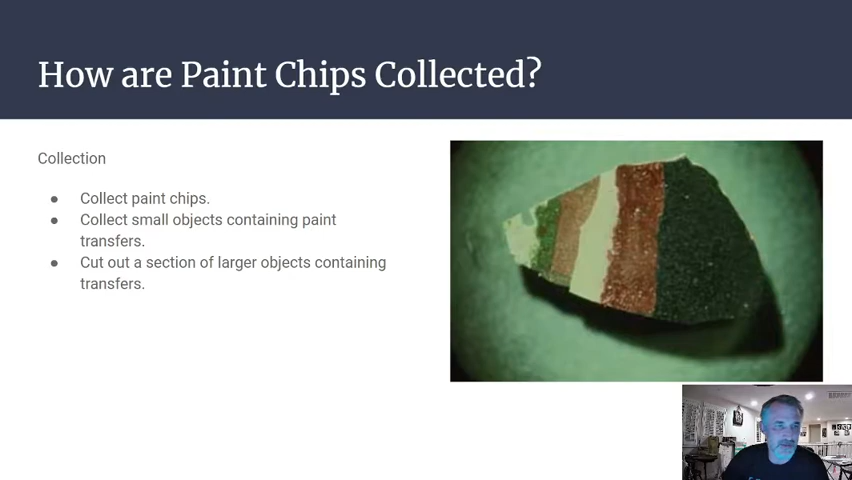 How are Paint Chips Collected?
Collection
● Collect paint chips.
● Collect small objects containing paint
transfers.
● Cut out a section of larger objects containing
transfers.